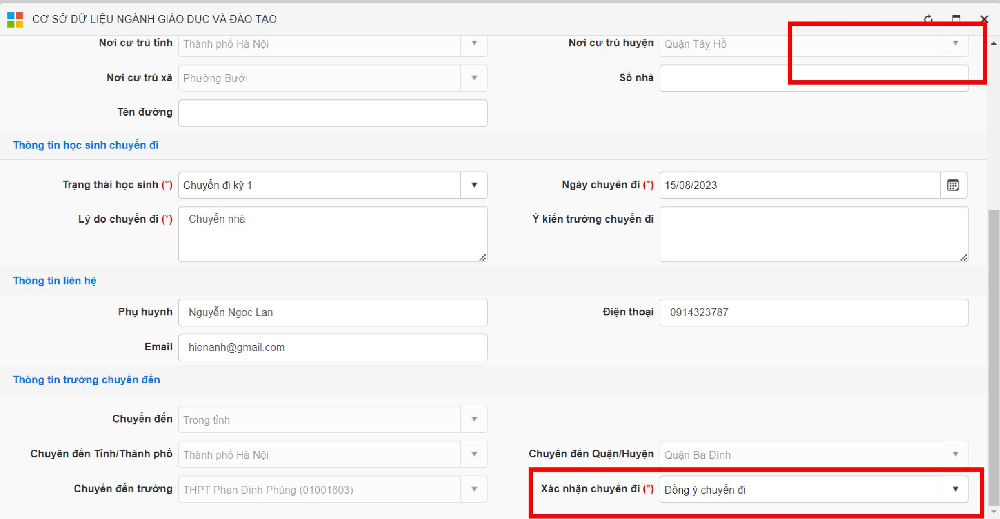 CƠ SỞ DỮ LIỆU NGÀNH GIÁO DỤC VÀ ĐÀO TẠO
Nơi cư trú tỉnh Thành phố Hà Nội Nơi cư trú huyện Quận Tây Hồ
Nơi cư trú xã Phường Bưởi Số nhà
Tên đường
Thông tin học sinh chuyển đi
Trạng thái học sinh (*) Chuyển đi kỳ 1 Ngày chuyển đi (*) 15/08/2023
Lý do chuyển đi (*) Chuyển nhà Ý kiến trường chuyển đi
Thông tin liên hệ
Phụ huynh Nguyễn Ngọc Lan Điện thoại 0914323787
Email hienanh@gmail.com
Thông tin trường chuyển đến
Chuyển đến Trong tỉnh
Chuyển đến Tỉnh/Thành phố Thành phố Hà Nội Chuyển đến Quận/Huyện Quận Ba Đình
Chuyển đến trường THPT Phan Đình Phùng (01001603) Xác nhận chuyển đi (*) Đồng ý chuyển đi